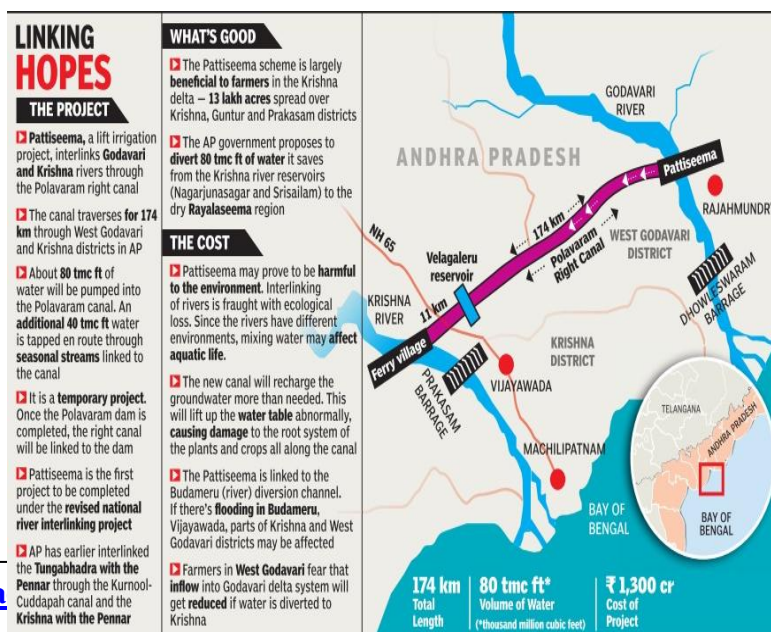 LINKING
HOPES
THE PROJECT
Pattiseema, a lift irrigation
project, interlinks Godavari
and Krishna rivers through
the Polavaram right canal
The canal traverses for 174
km through West Godavari
and Krishna districts in AP
About 80 tmc ft of
water will be pumped into
the Polavaram canal. An
additional 40 tmc ft water
is tapped en route through
seasonal streams linked to
the canal
It is a temporary project.
Once the Polavaram dam is
completed, the right canal
will be linked to the dam
Pattiseema is the first
project to be completed
under the revised national
river interlinking project
AP has earlier interlinked
the Tungabhadra with the
Pennar through the Kurnool-
Cuddapah canal and the
Krishna with the Pennar
WHAT'S GOOD
The Pattiseema scheme is largely
beneficial to farmers in the Krishna
delta – 13 lakh acres spread over
Krishna, Guntur and Prakasam districts
The AP government proposes to
divert 80 tmc ft of water it saves
from the Krishna river reservoirs
(Nagarjunasagar and Srisailam) to the
dry Rayalaseema region
THE COST
Pattiseema may prove to be harmful
to the environment. Interlinking
of rivers is fraught with ecological
loss. Since the rivers have different
environments, mixing water may affect
aquatic life.
The new canal will recharge the
groundwater more than needed. This
will lift up the water table abnormally,
causing damage to the root system of
the plants and crops all along the canal
The Pattiseema is linked to the
Budameru (river) diversion channel.
If there's flooding in Budameru,
Vijayawada, parts of Krishna and West
Godavari districts may be affected
Farmers in West Godavari fear that
inflow into Godavari delta system will
get reduced if water is diverted to
Krishna
GODAVARI
RIVER
ANDHRA PRADESH
Pattiseema
RAJAHMUNDRY
174 km
Polavaram
Right Canal
WEST GODAVARI
DISTRICT
NH 65
Velagaleru
reservoir
DHOWLESWARAM
BARRAGE
KRISHNA
RIVER
11 km
Ferry village
KRISHNA
DISTRICT
PRAKASAM
BARRAGE
VIJAYAWADA
MACHILIPATNAM
BAY OF
BENGAL
TELANGANA
ANDHRA PRADESH
BAY OF
BENGAL
174 km
Total
Length
80 tmc ft*
Volume of Water
(*thousand million cubic feet)
₹ 1,300 cr
Cost of
Project